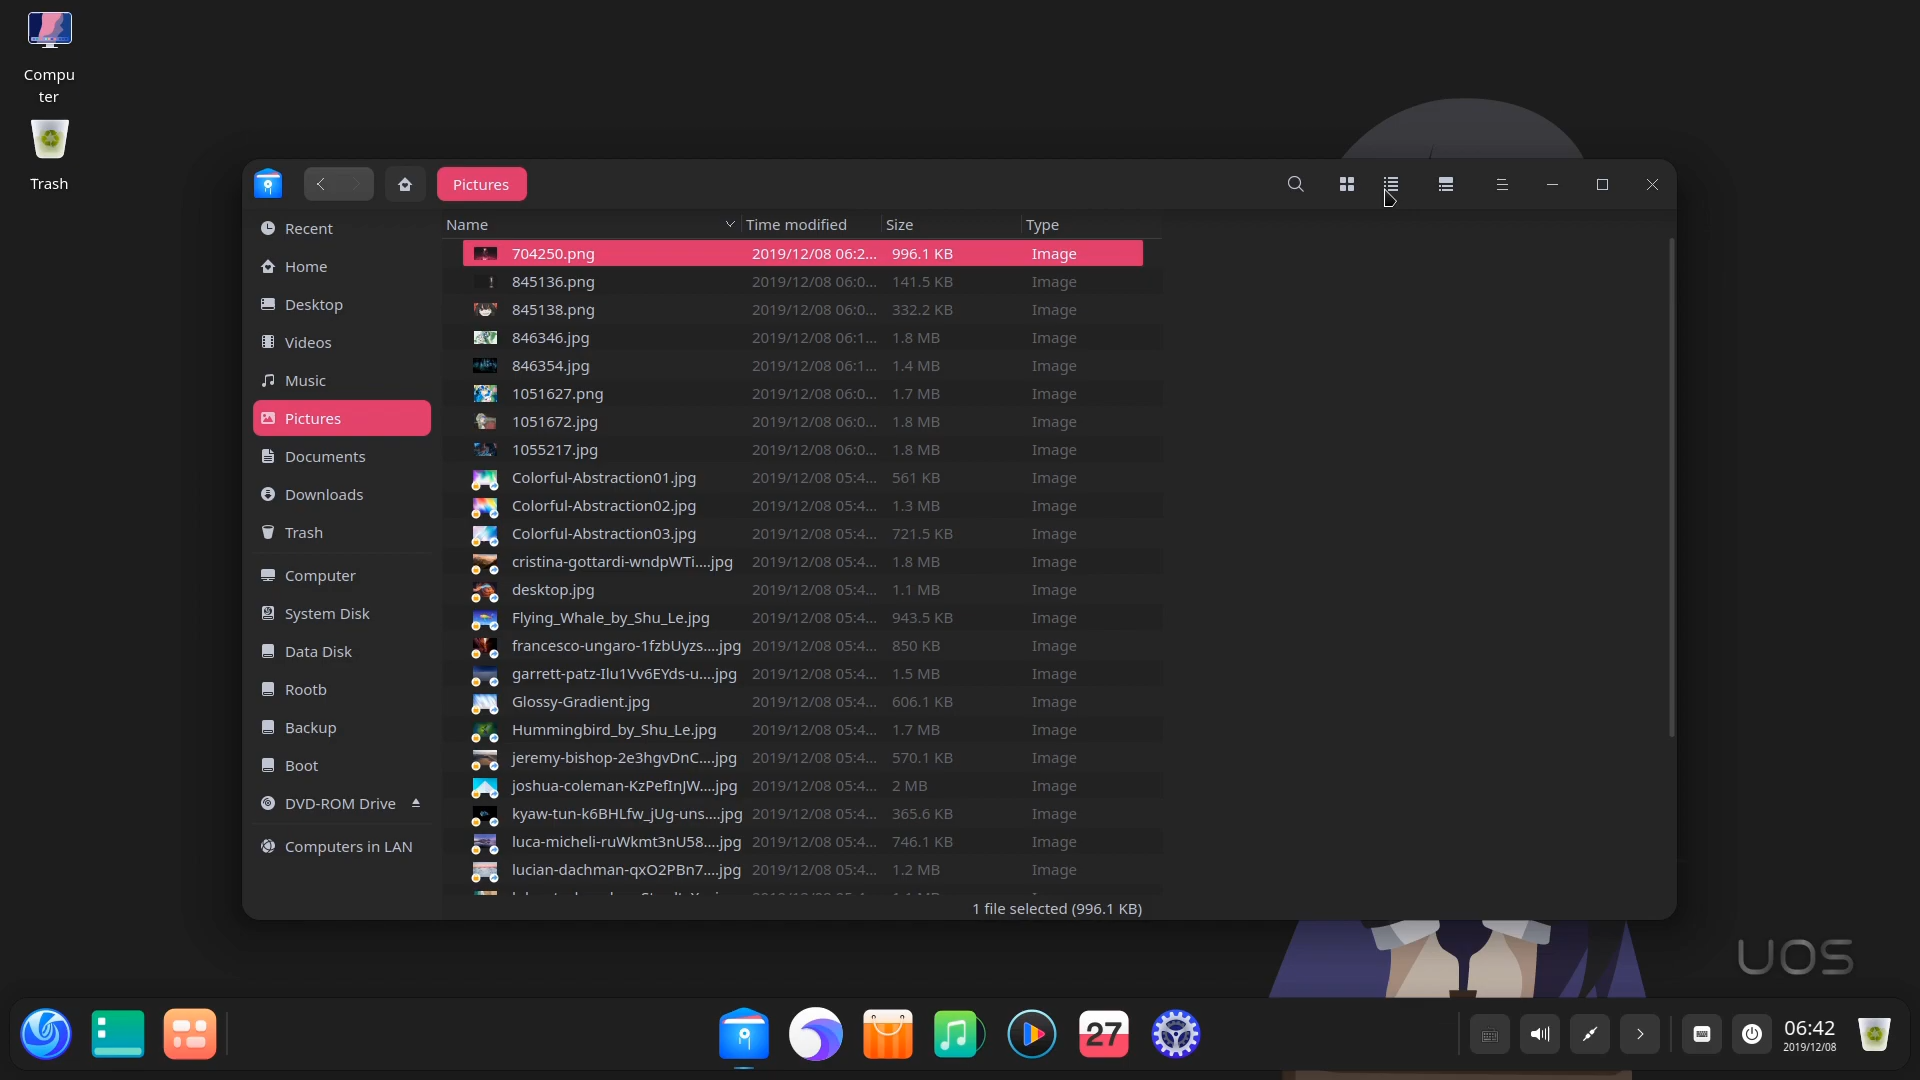 Compu
ter
Trash
Pictures
Recent
Home
Desktop
Videos
Music
Pictures
Documents
Downloads
Trash
Computer
System Disk
Data Disk
Rootb
Backup
Boot
DVD-ROM Drive
Computers in LAN
Name Time modified Size Type
704250.png 2019/12/08 06:2... 996.1 KB Image
845136.png 2019/12/08 06:0... 141.5 KB Image
845138.png 2019/12/08 06:0... 332.2 KB Image
846346.jpg 2019/12/08 06:1... 1.8 MB Image
846354.jpg 2019/12/08 06:1... 1.4 MB Image
1051627.png 2019/12/08 06:0... 1.7 MB Image
1051672.jpg 2019/12/08 06:0... 1.8 MB Image
1055217.jpg 2019/12/08 06:0... 1.8 MB Image
Colorful-Abstraction01.jpg 2019/12/08 05:4... 561 KB Image
Colorful-Abstraction02.jpg 2019/12/08 05:4... 1.3 MB Image
Colorful-Abstraction03.jpg 2019/12/08 05:4... 721.5 KB Image
cristina-gottardi-wndpWTi....jpg 2019/12/08 05:4... 1.8 MB Image
desktop.jpg 2019/12/08 05:4... 1.1 MB Image
Flying_Whale_by_Shu_Le.jpg 2019/12/08 05:4... 943.5 KB Image
francesco-ungaro-1fzbUyzs....jpg 2019/12/08 05:4... 850 KB Image
garrett-patz-Ilu1Vv6EYds-u....jpg 2019/12/08 05:4... 1.5 MB Image
Glossy-Gradient.jpg 2019/12/08 05:4... 606.1 KB Image
Hummingbird_by_Shu_Le.jpg 2019/12/08 05:4... 1.7 MB Image
jeremy-bishop-2e3hgvDnC....jpg 2019/12/08 05:4... 570.1 KB Image
joshua-coleman-KzPefInJW....jpg 2019/12/08 05:4... 2 MB Image
kyaw-tun-k6BHLfw_jUg-uns....jpg 2019/12/08 05:4... 365.6 KB Image
luca-micheli-ruWkmt3nU58....jpg 2019/12/08 05:4... 746.1 KB Image
lucian-dachman-qxO2PBn7....jpg 2019/12/08 05:4... 1.2 MB Image
1 file selected (996.1 KB)
UOS
27
06:42
2019/12/08